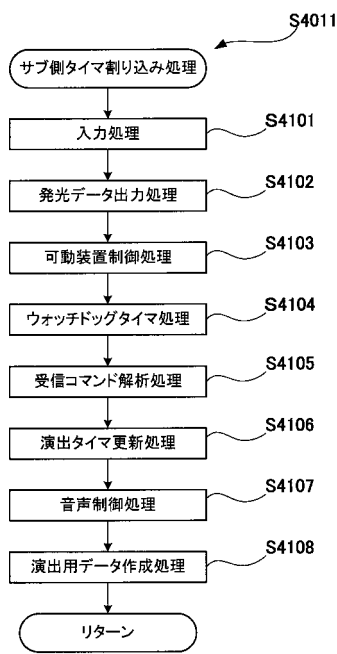 S4011
サブ側タイマ割り込み処理
入力処理
S4101
発光データ出力処理
S4102
可動装置制御処理
S4103
ウォッチドッグタイマ処理
S4104
受信コマンド解析処理
S4105
演出タイマ更新処理
S4106
音声制御処理
S4107
演出用データ作成処理
S4108
リターン